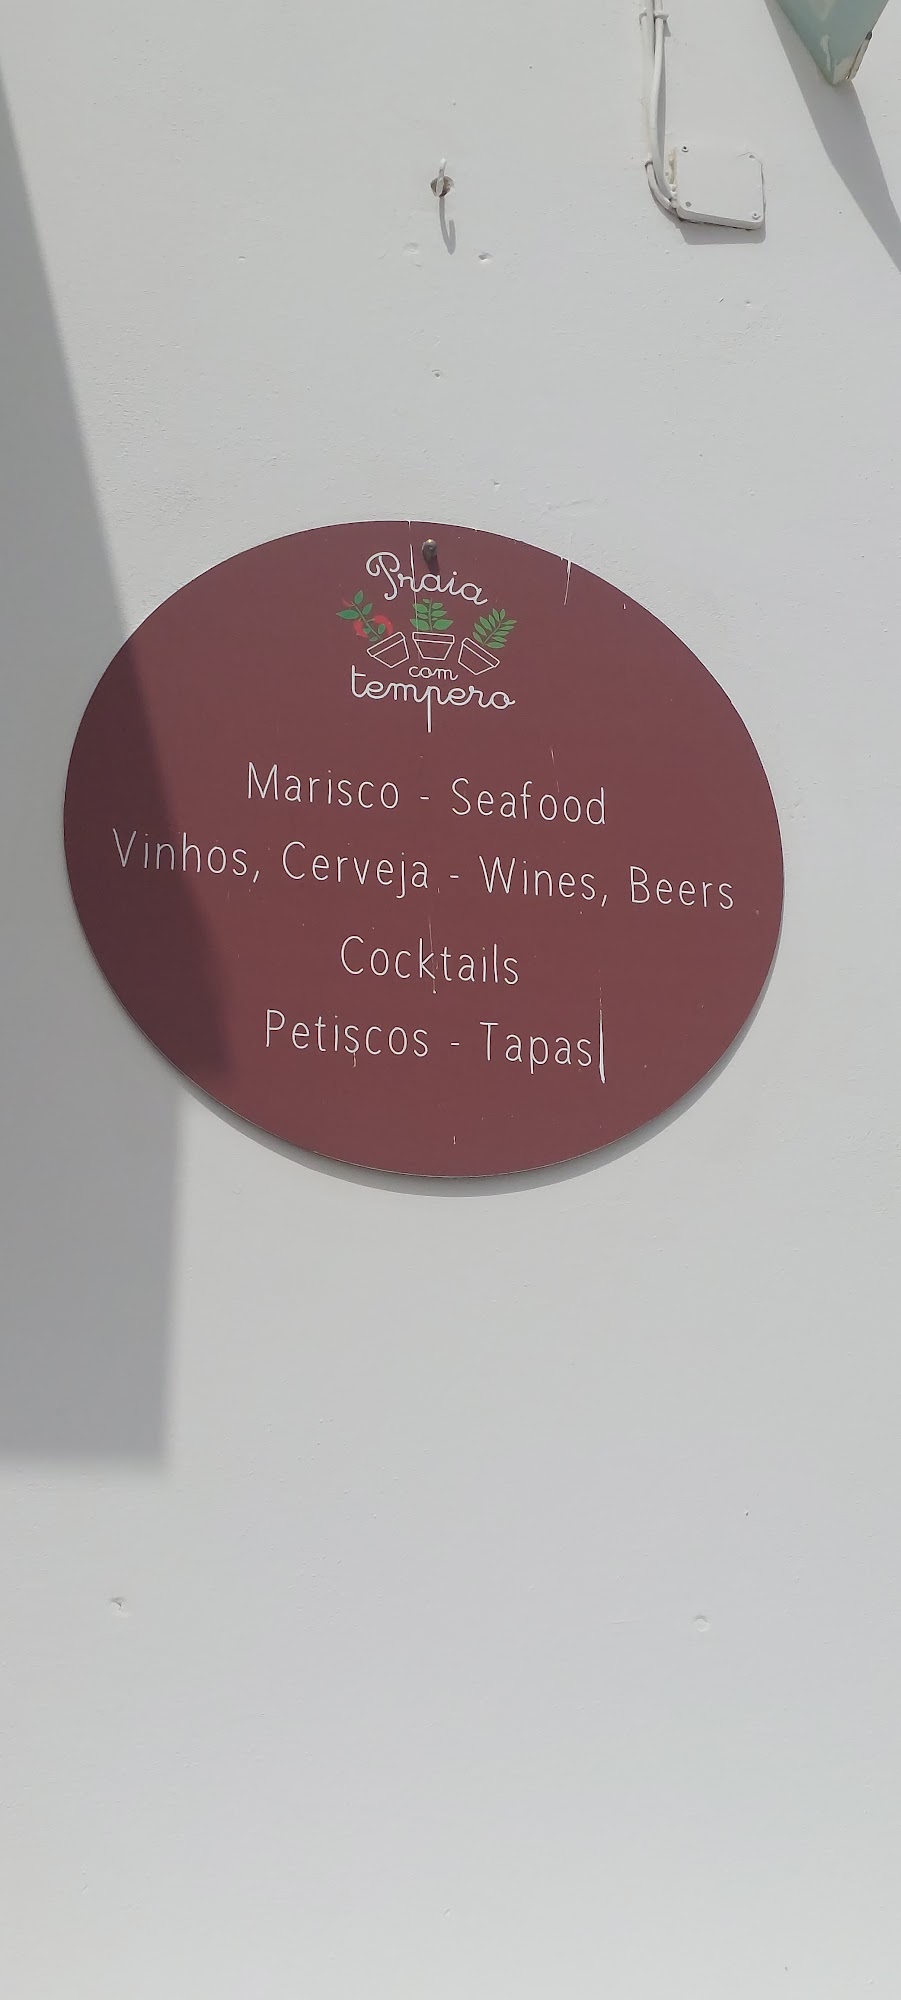 Praia
com
tempero
Marisco - Seafood
Vinhos, Cerveja - Wines, Beers
Cocktails
Petiscos - Tapas